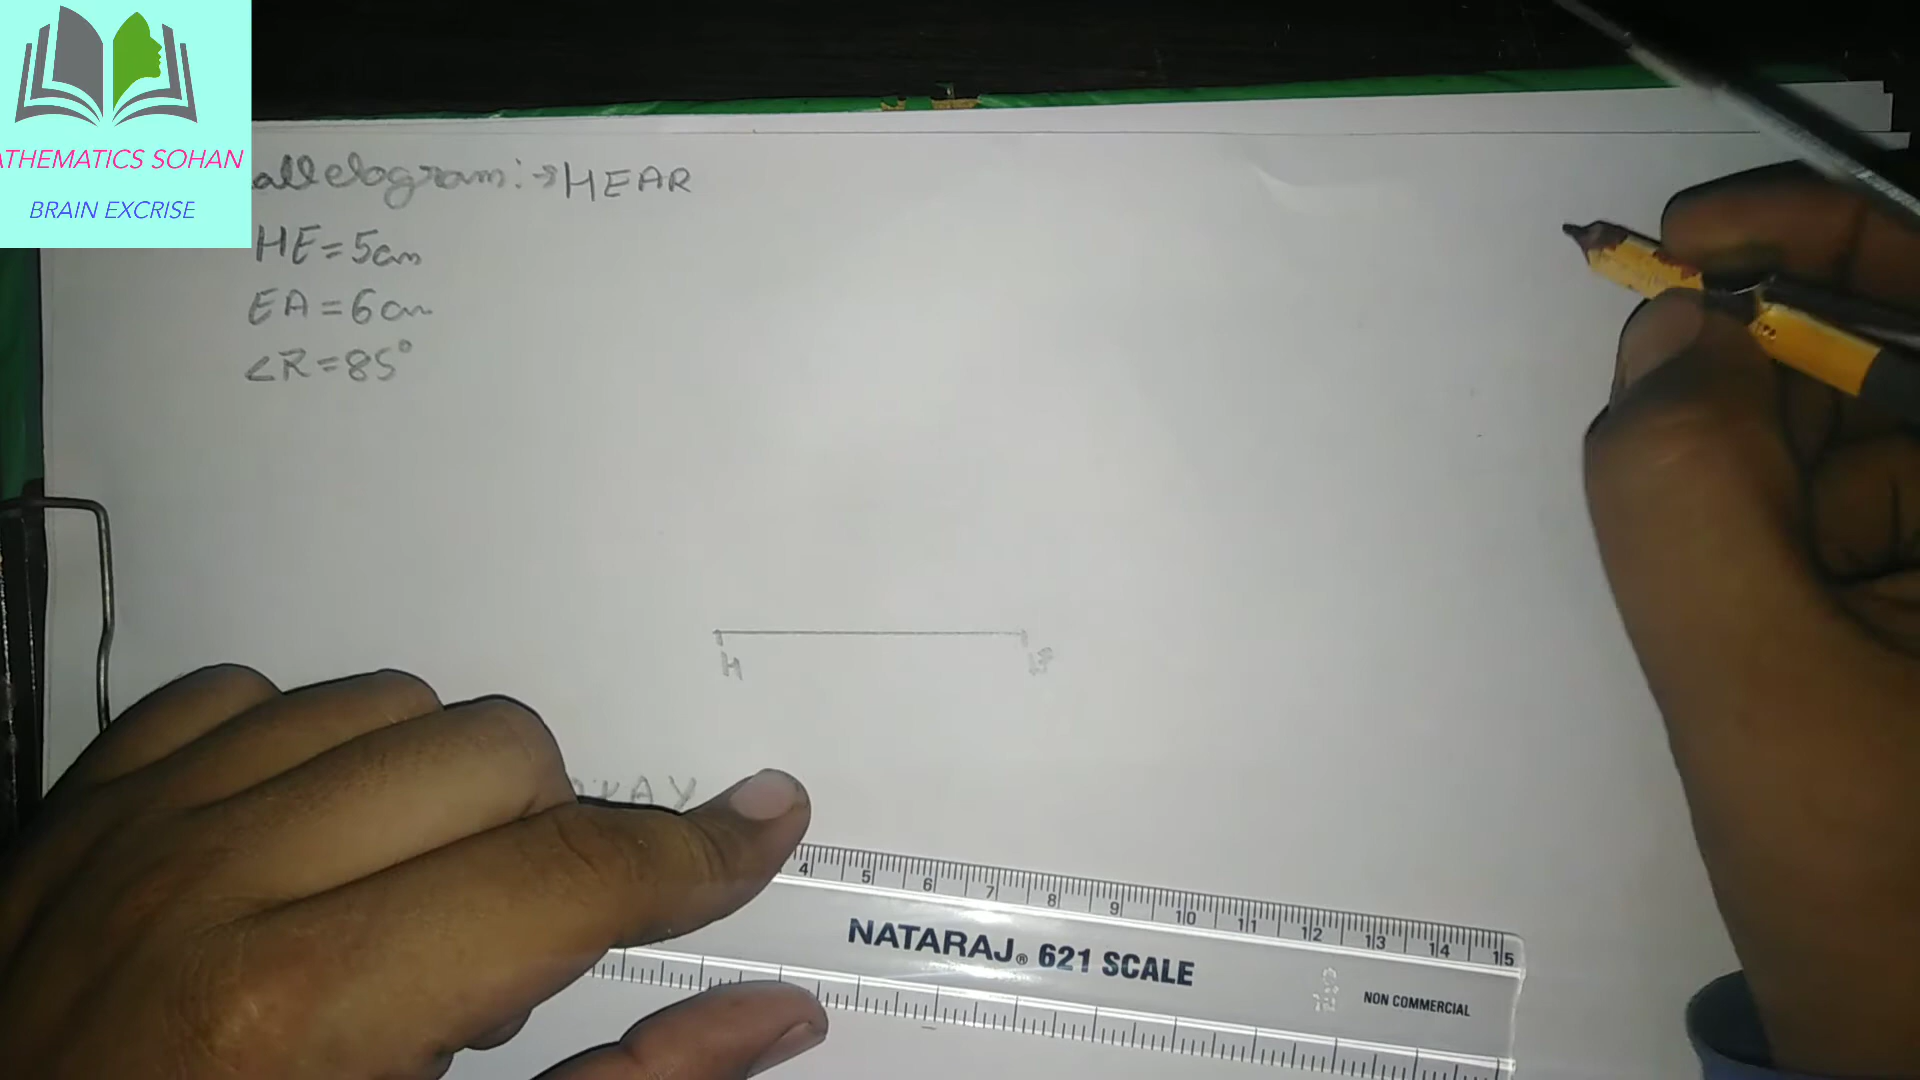 ATHEMATICS SOHAN
BRAIN EXCRISE
allelogram :→ HEAR
HE = 5cm
EA = 6cm
∠R = 85°
H
A Y
4 5 6 7 8 9 10 11 12 13 14 15
NATARAJ® 621 SCALE
NON COMMERCIAL